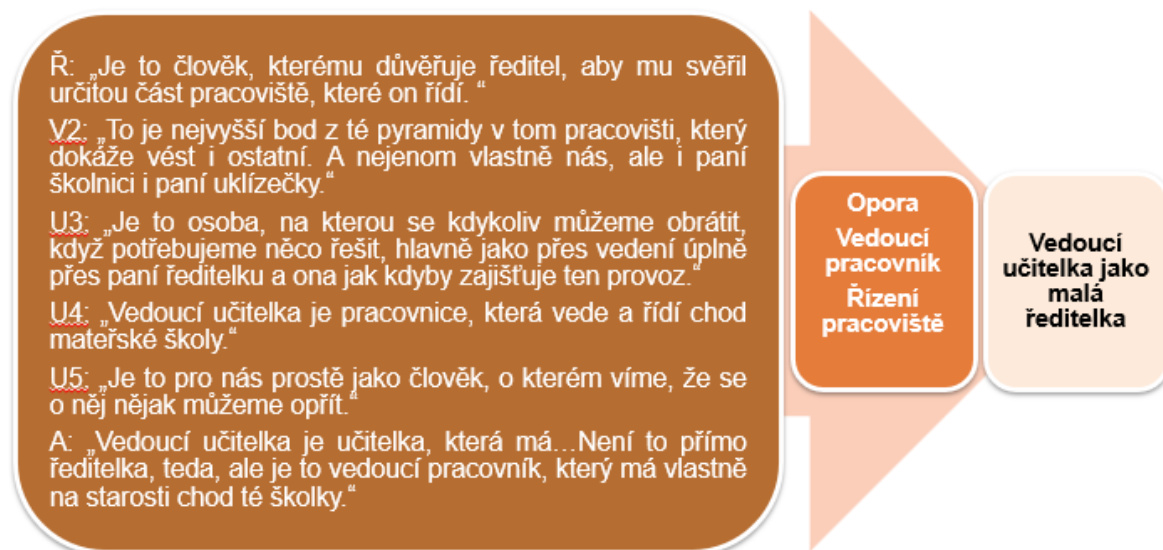 Ř: „Je to člověk, kterému důvěřuje ředitel, aby mu svěřil
určitou část pracoviště, které on řídí. “
V2: „To je nejvyšší bod z té pyramidy v tom pracovišti, který
dokáže vést i ostatní. A nejenom vlastně nás, ale i paní
školnici i paní uklízečky.“
U3: „Je to osoba, na kterou se kdykoliv můžeme obrátit,
když potřebujeme něco řešit, hlavně jako přes vedení úplně
přes paní ředitelku a ona jak kdyby zajišťuje ten provoz.“
U4: „Vedoucí učitelka je pracovnice, která vede a řídí chod
mateřské školy.“
U5: „Je to pro nás prostě jako člověk, o kterém víme, že se
o něj nějak můžeme opřít.“
A: „Vedoucí učitelka je učitelka, která má…Není to přímo
ředitelka, teda, ale je to vedoucí pracovník, který má vlastně
na starosti chod té školky.“
Opora
Vedoucí
pracovník
Řízení
pracoviště
Vedoucí
učitelka jako
malá
ředitelka